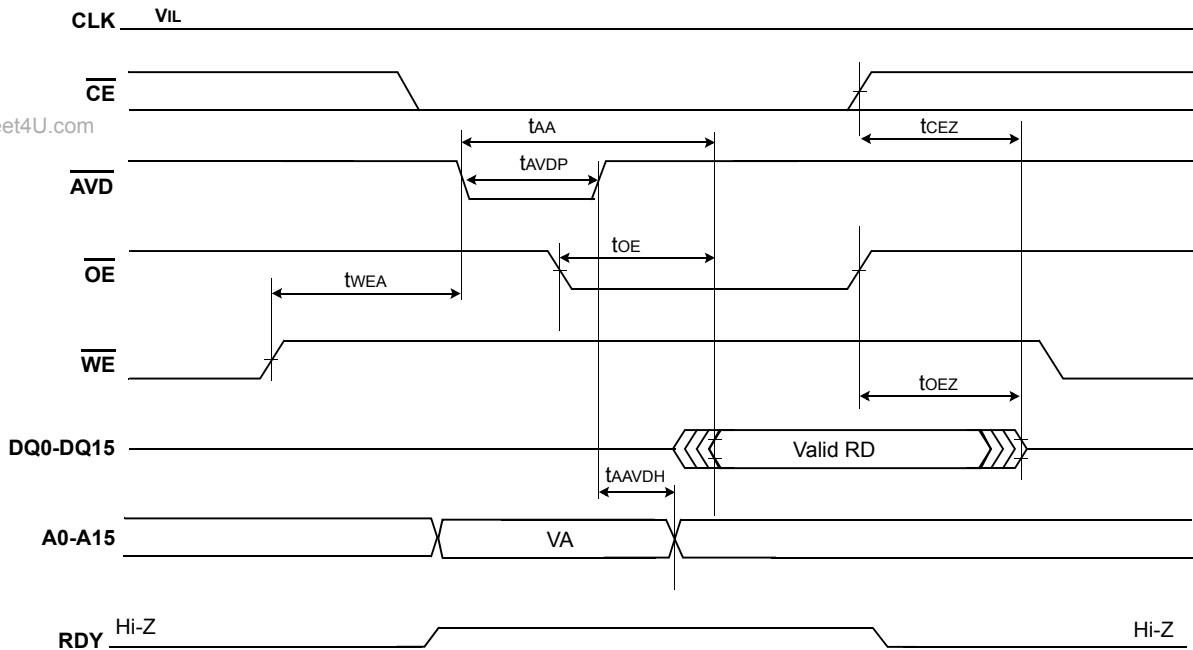 CLK VIL
CE
et4U.com
tAA
tCEZ
AVD
tAVDP
OE
tOE
tWEA
WE
tOEZ
DQ0-DQ15
Valid RD
tAAVDH
A0-A15
VA
RDY Hi-Z
Hi-Z